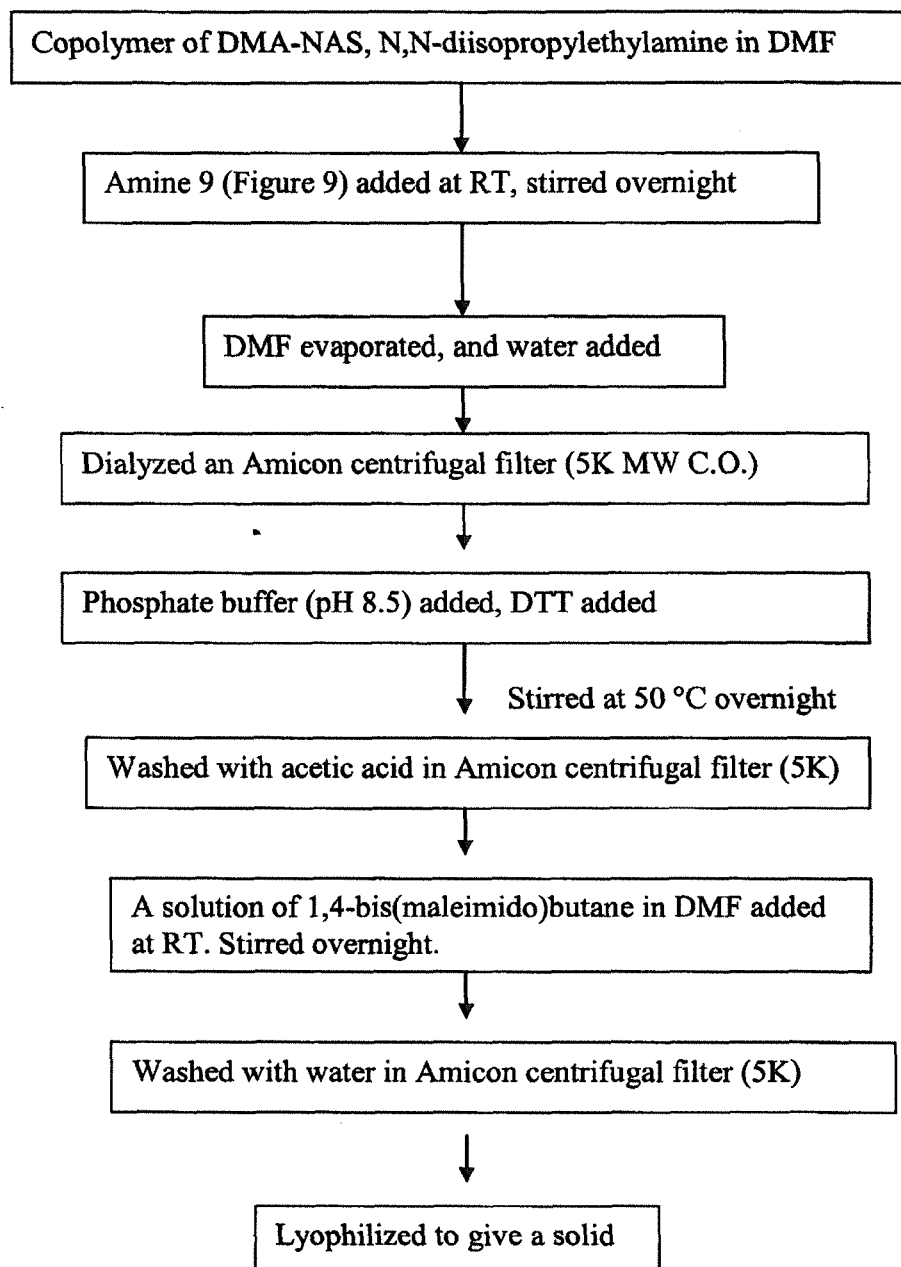 Copolymer of DMA-NAS, N,N-diisopropylethylamine in DMF
Amine 9 (Figure 9) added at RT, stirred overnight
DMF evaporated, and water added
Dialyzed an Amicon centrifugal filter (5K MW C.O.)
Phosphate buffer (pH 8.5) added, DTT added
Stirred at 50 °C overnight
Washed with acetic acid in Amicon centrifugal filter (5K)
A solution of 1,4-bis(maleimido)butane in DMF added
at RT. Stirred overnight.
Washed with water in Amicon centrifugal filter (5K)
Lyophilized to give a solid